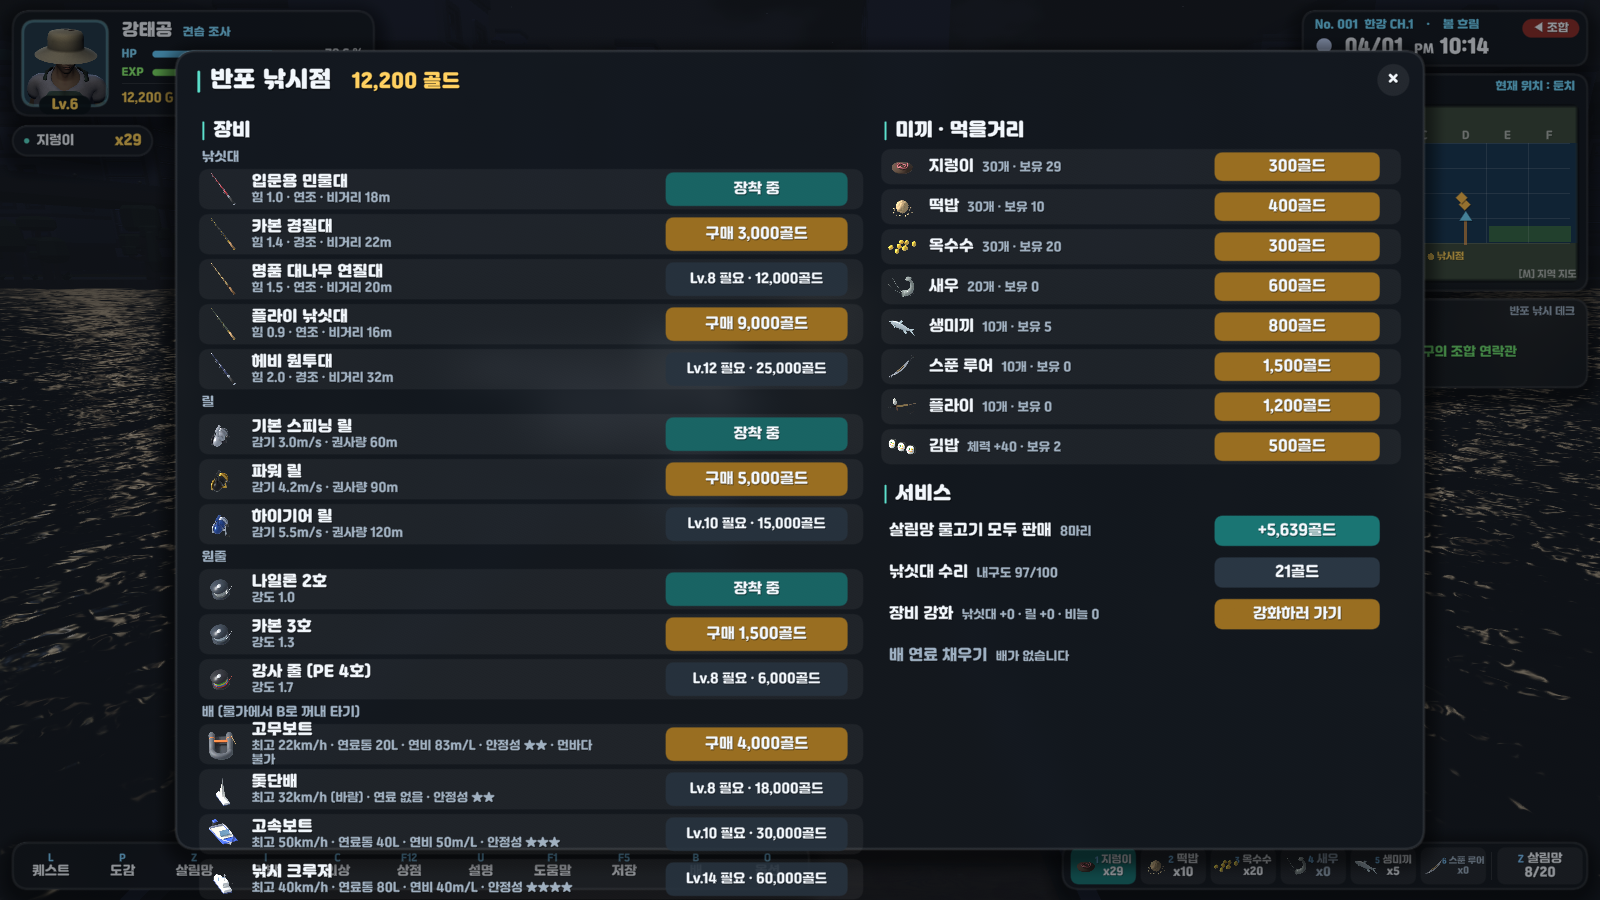 강태공 견습 조사
HP
EXP
Lv.6
12,200 G
지렁이 x29
No. 001 한강 CH.1 · 봄 흐림
04/01 PM 10:14
◀ 조합
현재 위치 : 둔치
D E F
낚시점
[M] 지역 지도
반포 낚시 데크
구의 조합 연락관
반포 낚시점 12,200 골드
×
장비
낚싯대
입문용 민물대
힘 1.0 · 연조 · 비거리 18m
장착 중
카본 경질대
힘 1.4 · 경조 · 비거리 22m
구매 3,000골드
명품 대나무 연질대
힘 1.5 · 연조 · 비거리 20m
Lv.8 필요 · 12,000골드
플라이 낚싯대
힘 0.9 · 연조 · 비거리 16m
구매 9,000골드
헤비 원투대
힘 2.0 · 경조 · 비거리 32m
Lv.12 필요 · 25,000골드
릴
기본 스피닝 릴
감기 3.0m/s · 권사량 60m
장착 중
파워 릴
감기 4.2m/s · 권사량 90m
구매 5,000골드
하이기어 릴
감기 5.5m/s · 권사량 120m
Lv.10 필요 · 15,000골드
원줄
나일론 2호
강도 1.0
장착 중
카본 3호
강도 1.3
구매 1,500골드
강사 줄 (PE 4호)
강도 1.7
Lv.8 필요 · 6,000골드
배 (물가에서 B로 꺼내 타기)
고무보트
최고 22km/h · 연료통 20L · 연비 83m/L · 안정성 ★★ · 먼바다
불가
구매 4,000골드
돛단배
최고 32km/h (바람) · 연료 없음 · 안정성 ★★
Lv.8 필요 · 18,000골드
고속보트
최고 50km/h · 연료통 40L · 연비 50m/L · 안정성 ★★★
Lv.10 필요 · 30,000골드
낚시 크루저
최고 40km/h · 연료통 80L · 연비 40m/L · 안정성 ★★★★
Lv.14 필요 · 60,000골드
미끼 · 먹을거리
지렁이 30개 · 보유 29
300골드
떡밥 30개 · 보유 10
400골드
옥수수 30개 · 보유 20
300골드
새우 20개 · 보유 0
600골드
생미끼 10개 · 보유 5
800골드
스푼 루어 10개 · 보유 0
1,500골드
플라이 10개 · 보유 0
1,200골드
김밥 체력 +40 · 보유 2
500골드
서비스
살림망 물고기 모두 판매 8마리
+5,639골드
낚싯대 수리 내구도 97/100
21골드
장비 강화 낚싯대 +0 · 릴 +0 · 비늘 0
강화하러 가기
배 연료 채우기 배가 없습니다
L 퀘스트
P 도감
Z 살림망
C
F12 상점
U 설명
F1 도움말
F5 저장
B
O
1 지렁이 x29
2 떡밥 x10
3 옥수수 x20
4 새우 x0
5 생미끼 x5
6 스푼 루어 x0
Z 살림망 8/20